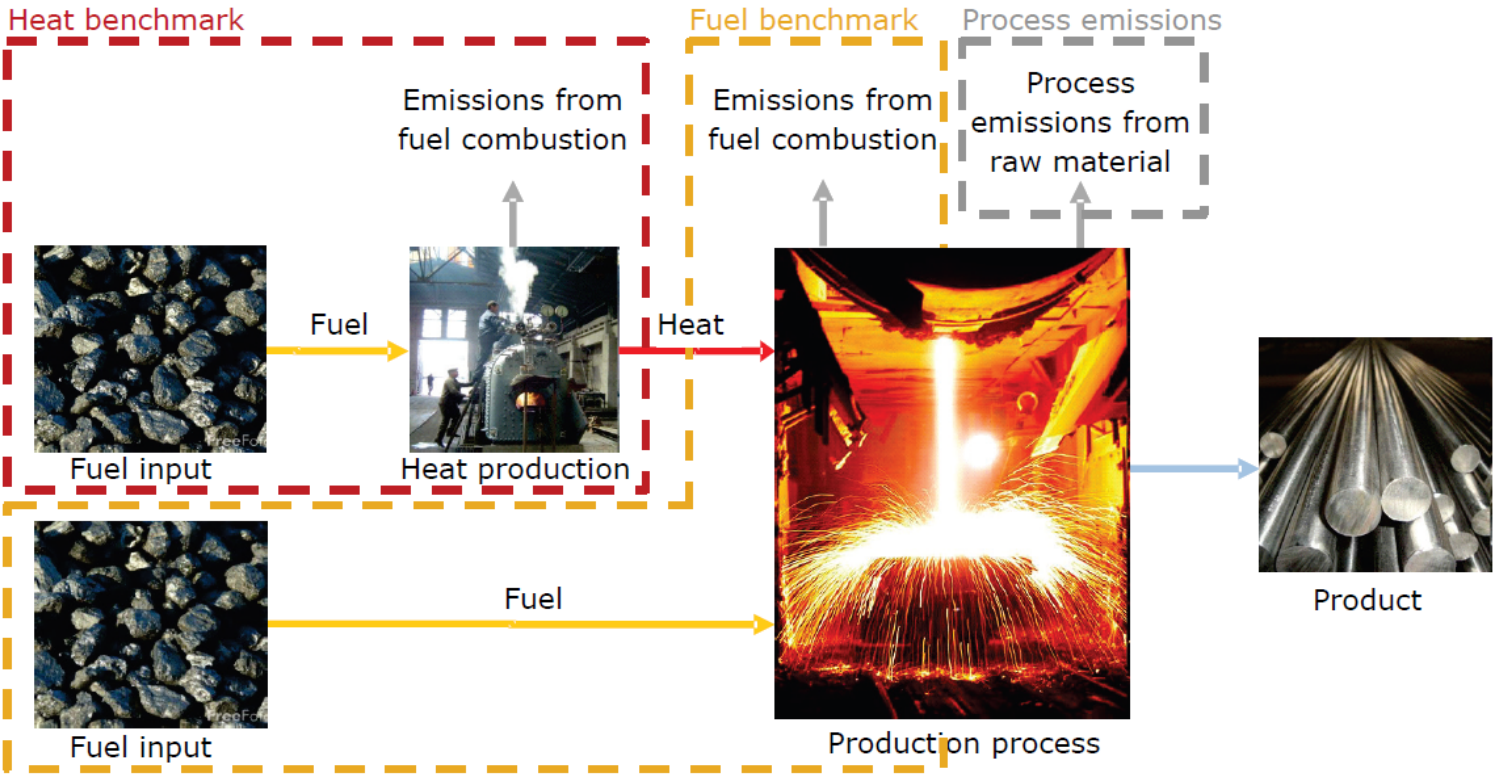 Heat benchmark
Fuel benchmark
Process emissions
Emissions from
fuel combustion
Emissions from
fuel combustion
Process
emissions from
raw material
Fuel
Heat
Fuel input
Heat production
Fuel
Fuel input
Production process
Product